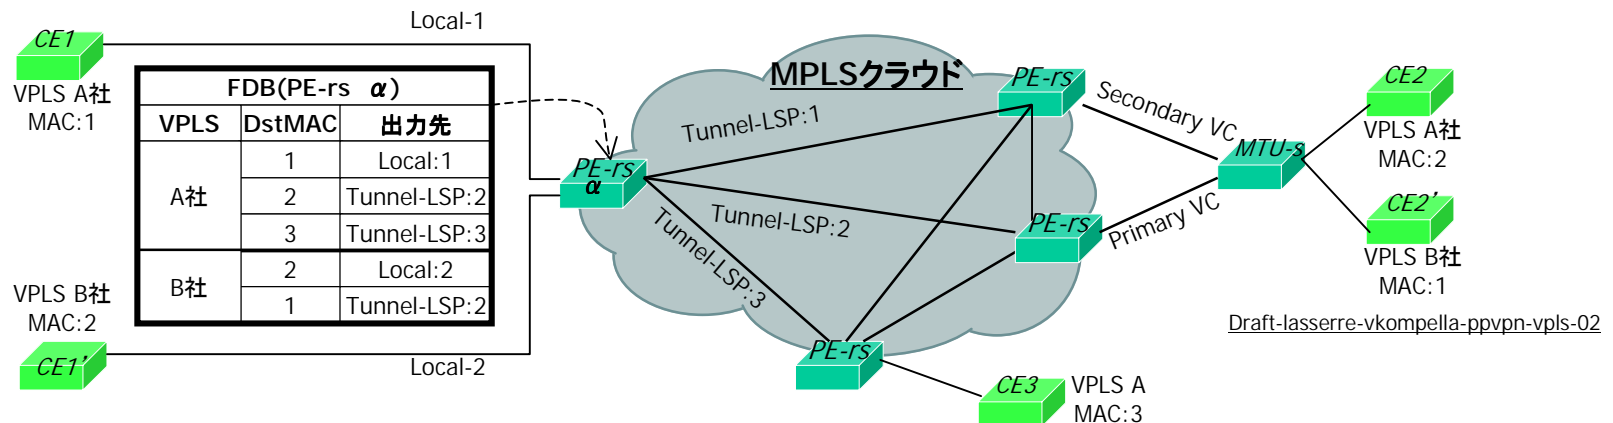 Local-1
CE1
VPLS A社
MAC:1
FDB(PE-rs α)
VPLS DstMAC 出力先
A社
1 Local:1
2 Tunnel-LSP:2
3 Tunnel-LSP:3
B社
2 Local:2
1 Tunnel-LSP:2
VPLS B社
MAC:2
CE1'
Local-2
MPLSクラウド
PE-rs
α
Tunnel-LSP:1
Tunnel-LSP:2
Tunnel-LSP:3
PE-rs
PE-rs
PE-rs
Secondary VC
Primary VC
MTU-s
CE2
VPLS A社
MAC:2
CE2'
VPLS B社
MAC:1
Draft-lasserre-vkompella-ppvpn-vpls-02
CE3
VPLS A
MAC:3